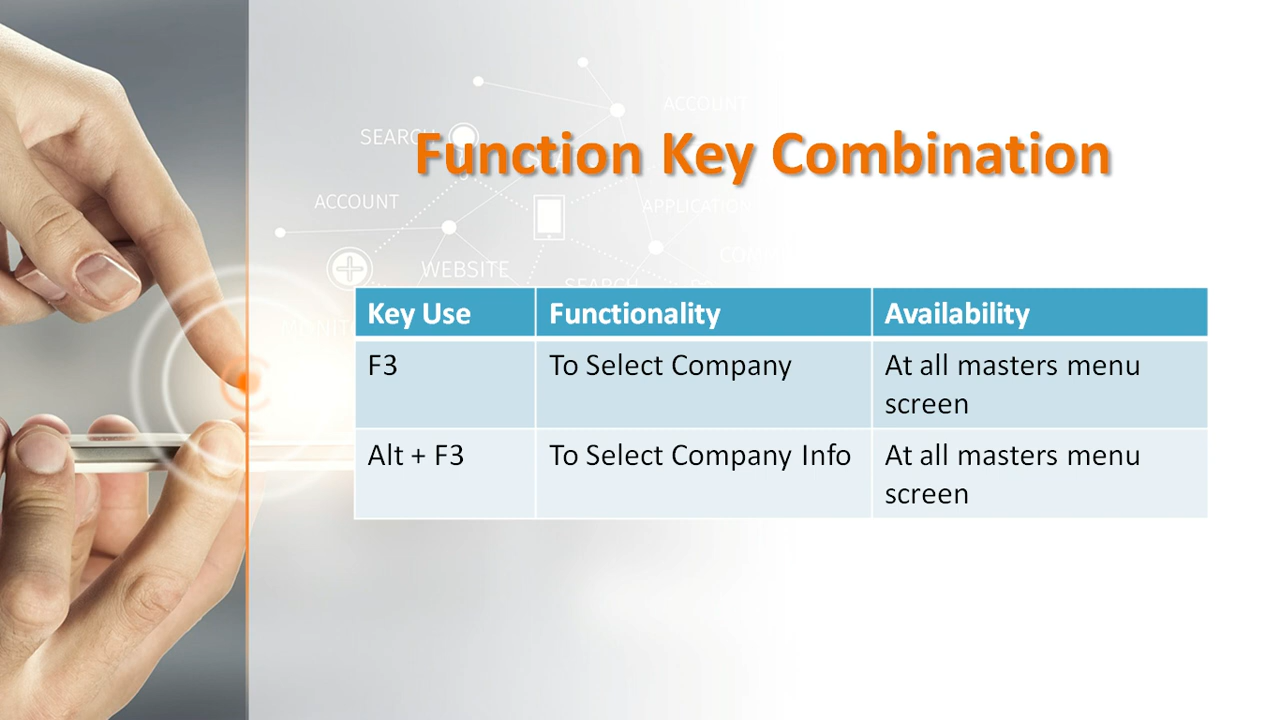 ACCOUNT
SEARCH
Function Key Combination
ACCOUNT
APPLICATION
WEBSITE
SEARCH
Key Use Functionality Availability
F3 To Select Company At all masters menu
screen
Alt + F3 To Select Company Info At all masters menu
screen